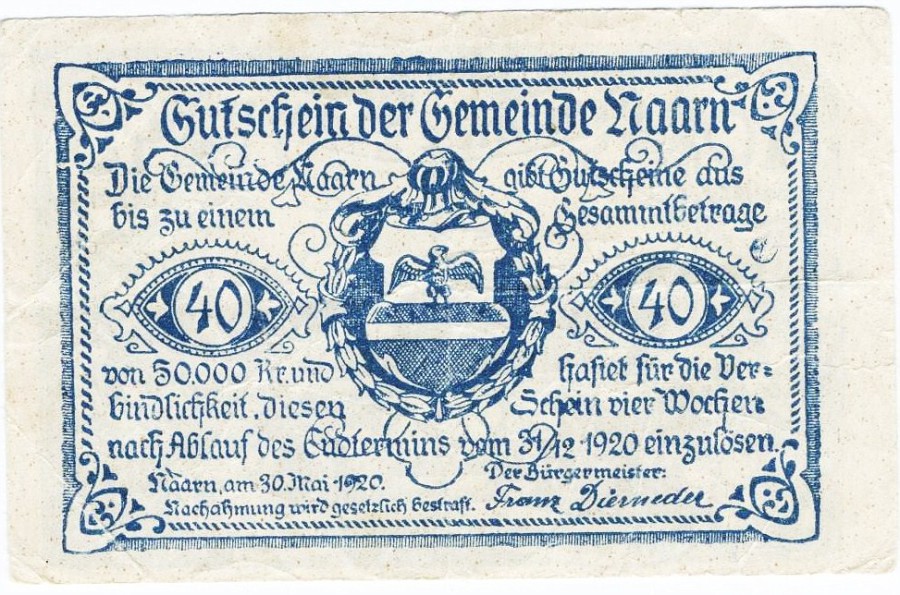 Gutschein der Gemeinde Naarn
Die Gemeinde Naarn gibt Gutscheine aus
bis zu einem Gesammtbetrage
40 40
von 50.000 Kr. und haftet für die Ver=
bindlichkeit, diesen Schein vier Wochen
nach Ablauf des Endtermins vom 31/12 1920 einzulösen.
Naarn, am 30. Mai 1920. Der Bürgermeister:
Nachahmung wird gesetzlich bestraft. Franz Dierneder